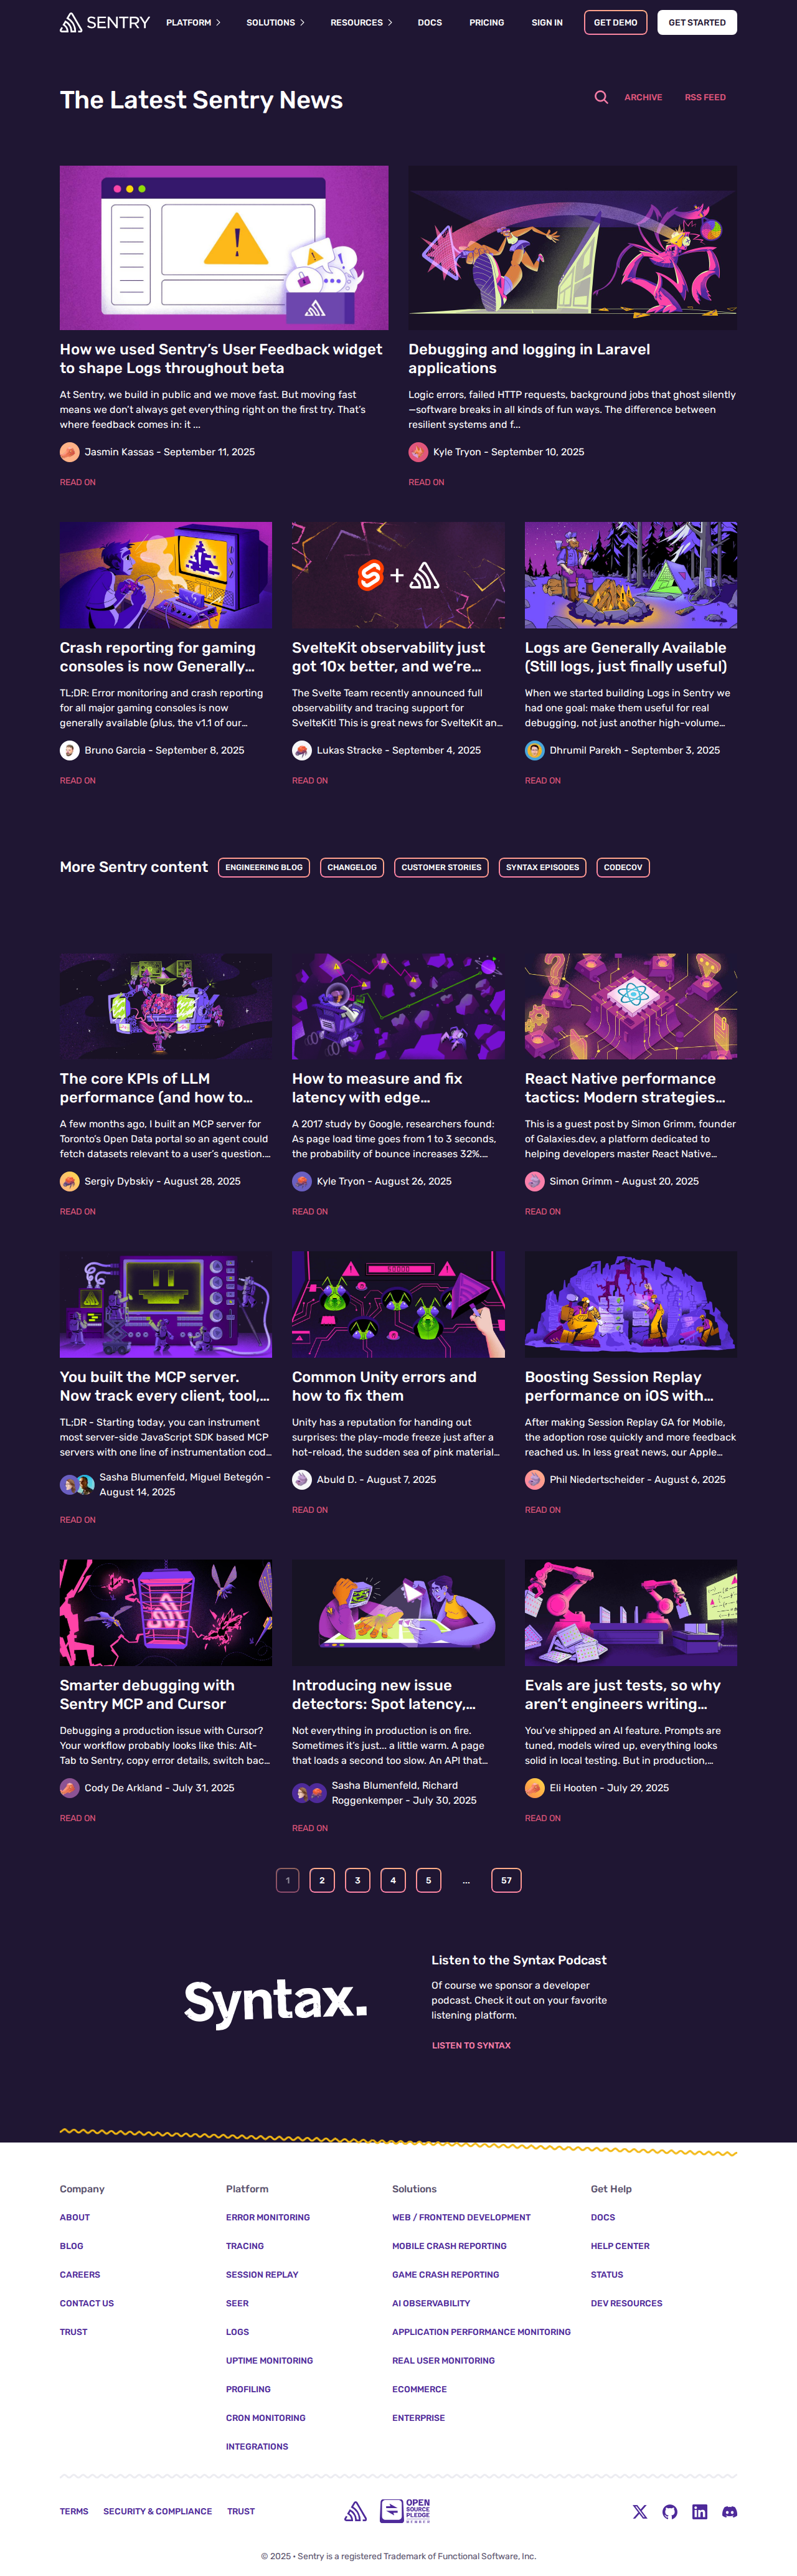 SENTRY
PLATFORM
SOLUTIONS
RESOURCES
DOCS
PRICING
SIGN IN
GET DEMO
GET STARTED
The Latest Sentry News
ARCHIVE
RSS FEED
How we used Sentry’s User Feedback widget
to shape Logs throughout beta
At Sentry, we build in public and we move fast. But moving fast
means we don’t always get everything right on the first try. That’s
where feedback comes in: it ...
Jasmin Kassas - September 11, 2025
READ ON
Debugging and logging in Laravel
applications
Logic errors, failed HTTP requests, background jobs that ghost silently
—software breaks in all kinds of fun ways. The difference between
resilient systems and f...
Kyle Tryon - September 10, 2025
READ ON
Crash reporting for gaming
consoles is now Generally...
TL;DR: Error monitoring and crash reporting
for all major gaming consoles is now
generally available (plus, the v1.1 of our...
Bruno Garcia - September 8, 2025
READ ON
SvelteKit observability just
got 10x better, and we’re...
The Svelte Team recently announced full
observability and tracing support for
SvelteKit! This is great news for SvelteKit an...
Lukas Stracke - September 4, 2025
READ ON
Logs are Generally Available
(Still logs, just finally useful)
When we started building Logs in Sentry we
had one goal: make them useful for real
debugging, not just another high-volume...
Dhrumil Parekh - September 3, 2025
READ ON
More Sentry content
ENGINEERING BLOG
CHANGELOG
CUSTOMER STORIES
SYNTAX EPISODES
CODECOV
The core KPIs of LLM
performance (and how to...
A few months ago, I built an MCP server for
Toronto’s Open Data portal so an agent could
fetch datasets relevant to a user’s question....
Sergiy Dybskiy - August 28, 2025
READ ON
How to measure and fix
latency with edge...
A 2017 study by Google, researchers found:
As page load time goes from 1 to 3 seconds,
the probability of bounce increases 32%....
Kyle Tryon - August 26, 2025
READ ON
React Native performance
tactics: Modern strategies...
This is a guest post by Simon Grimm, founder
of Galaxies.dev, a platform dedicated to
helping developers master React Native...
Simon Grimm - August 20, 2025
READ ON
You built the MCP server.
Now track every client, tool,...
TL;DR - Starting today, you can instrument
most server-side JavaScript SDK based MCP
servers with one line of instrumentation cod...
Sasha Blumenfeld, Miguel Betegón -
August 14, 2025
READ ON
Common Unity errors and
how to fix them
Unity has a reputation for handing out
surprises: the play-mode freeze just after a
hot-reload, the sudden sea of pink material...
Abuld D. - August 7, 2025
READ ON
Boosting Session Replay
performance on iOS with...
After making Session Replay GA for Mobile,
the adoption rose quickly and more feedback
reached us. In less great news, our Apple...
Phil Niedertscheider - August 6, 2025
READ ON
Smarter debugging with
Sentry MCP and Cursor
Debugging a production issue with Cursor?
Your workflow probably looks like this: Alt-
Tab to Sentry, copy error details, switch bac...
Cody De Arkland - July 31, 2025
READ ON
Introducing new issue
detectors: Spot latency,...
Not everything in production is on fire.
Sometimes it’s just... a little warm. A page
that loads a second too slow. An API that...
Sasha Blumenfeld, Richard
Roggenkemper - July 30, 2025
READ ON
Evals are just tests, so why
aren’t engineers writing...
You’ve shipped an AI feature. Prompts are
tuned, models wired up, everything looks
solid in local testing. But in production,...
Eli Hooten - July 29, 2025
READ ON
1 2 3 4 5 ... 57
Syntax.
Listen to the Syntax Podcast
Of course we sponsor a developer
podcast. Check it out on your favorite
listening platform.
LISTEN TO SYNTAX
Company
ABOUT
BLOG
CAREERS
CONTACT US
TRUST
Platform
ERROR MONITORING
TRACING
SESSION REPLAY
SEER
LOGS
UPTIME MONITORING
PROFILING
CRON MONITORING
INTEGRATIONS
Solutions
WEB / FRONTEND DEVELOPMENT
MOBILE CRASH REPORTING
GAME CRASH REPORTING
AI OBSERVABILITY
APPLICATION PERFORMANCE MONITORING
REAL USER MONITORING
ECOMMERCE
ENTERPRISE
Get Help
DOCS
HELP CENTER
STATUS
DEV RESOURCES
TERMS
SECURITY & COMPLIANCE
TRUST
OPEN
SOURCE
PLEDGE
MEMBER
© 2025 • Sentry is a registered Trademark of Functional Software, Inc.